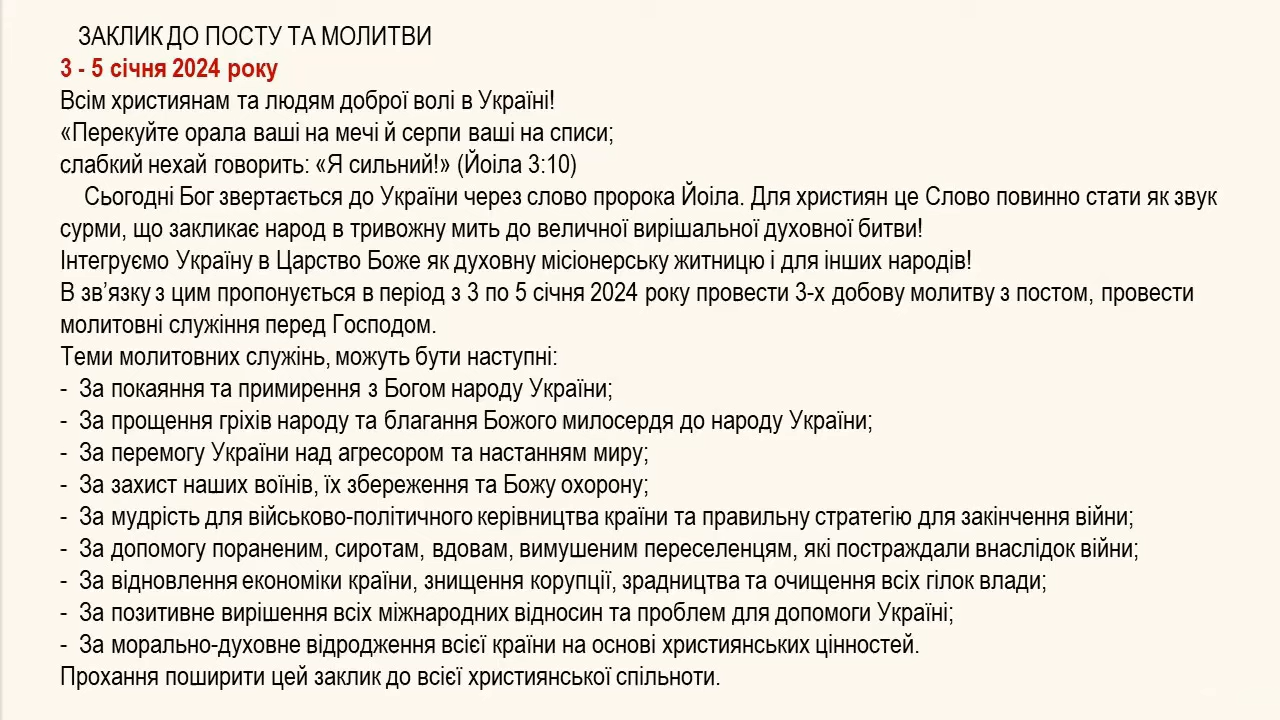 ЗАКЛИК ДО ПОСТУ ТА МОЛИТВИ
3 - 5 січня 2024 року
Всім християнам та людям доброї волі в Україні!
«Перекуйте орала ваші на мечі й серпи ваші на списи;
слабкий нехай говорить: «Я сильний!» (Йоіла 3:10)
Сьогодні Бог звертається до України через слово пророка Йоіла. Для християн це Слово повинно стати як звук
сурми, що закликає народ в тривожну мить до величної вирішальної духовної битви!
Інтегруємо Україну в Царство Боже як духовну місіонерську житницю і для інших народів!
В зв’язку з цим пропонується в період з 3 по 5 січня 2024 року провести 3-х добову молитву з постом, провести
молитовні служіння перед Господом.
Теми молитовних служінь, можуть бути наступні:
- За покаяння та примирення з Богом народу України;
- За прощення гріхів народу та благання Божого милосердя до народу України;
- За перемогу України над агресором та настанням миру;
- За захист наших воїнів, їх збереження та Божу охорону;
- За мудрість для військово-політичного керівництва країни та правильну стратегію для закінчення війни;
- За допомогу пораненим, сиротам, вдовам, вимушеним переселенцям, які постраждали внаслідок війни;
- За відновлення економіки країни, знищення корупції, зрадництва та очищення всіх гілок влади;
- За позитивне вирішення всіх міжнародних відносин та проблем для допомоги Україні;
- За морально-духовне відродження всієї країни на основі християнських цінностей.
Прохання поширити цей заклик до всієї християнської спільноти.